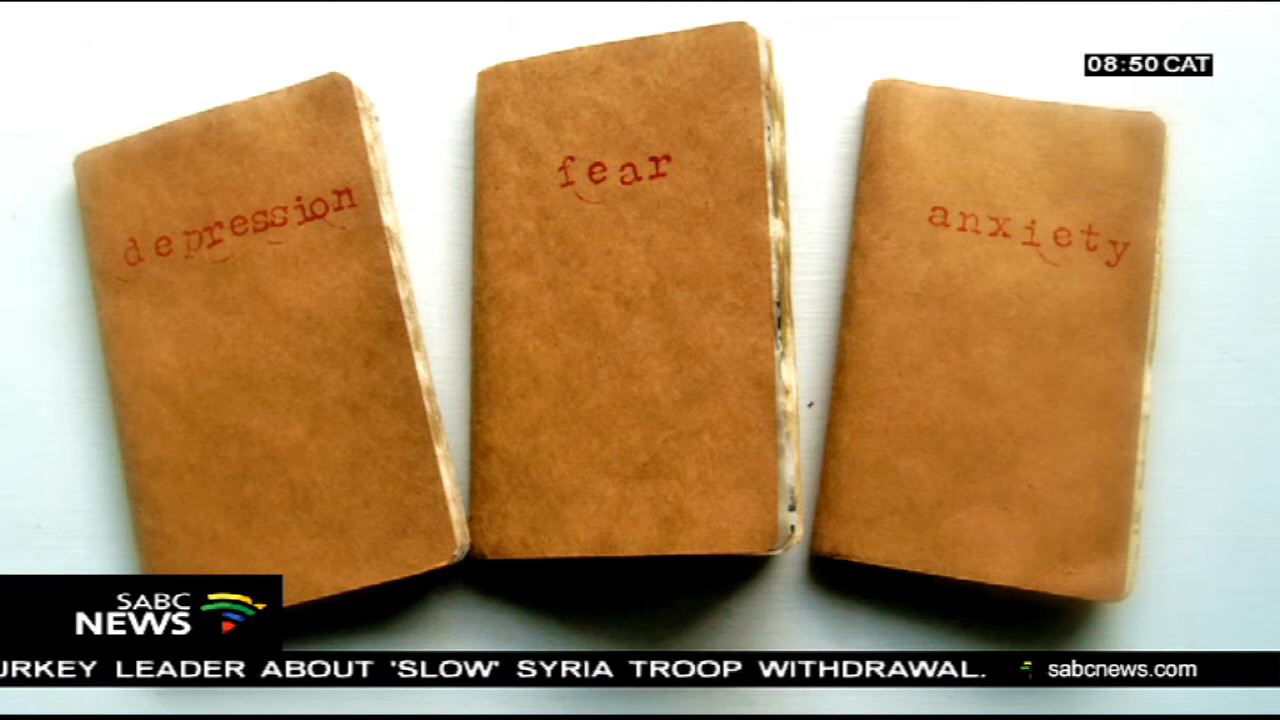 08:50 CAT
depression
fear
anxiety
SABC
NEWS
URKEY LEADER ABOUT 'SLOW' SYRIA TROOP WITHDRAWAL.
sabcnews.com